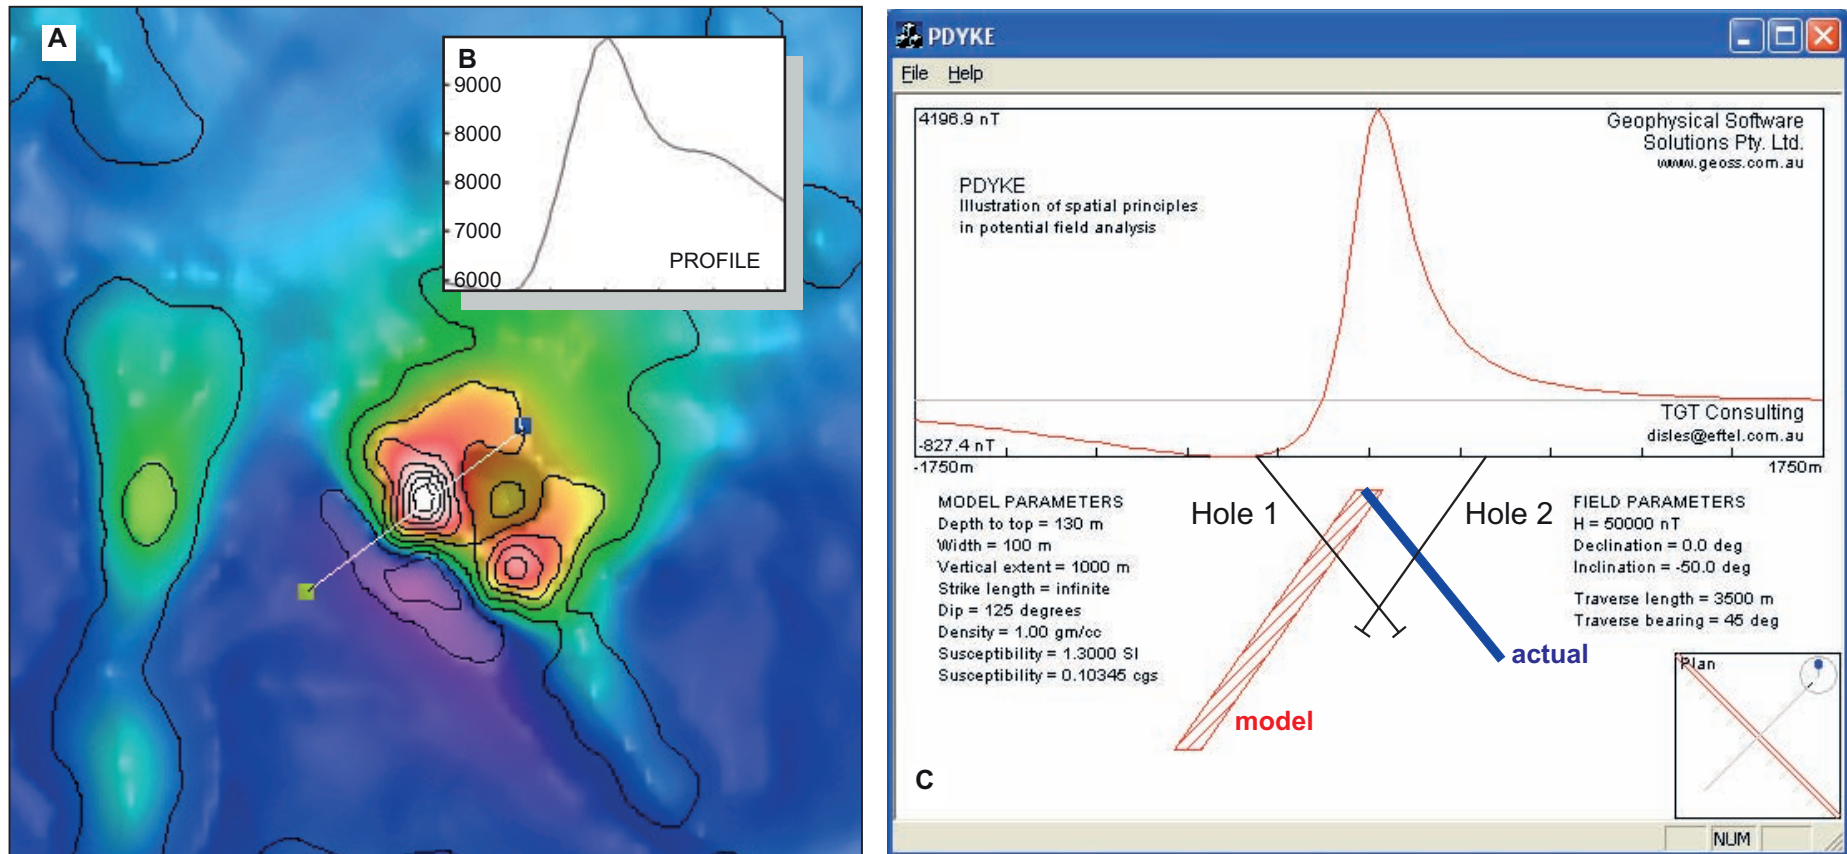 A
B
9000
8000
8000
7000
6000
PROFILE
PDYKE
File Help
4196.9 nT
Geophysical Software
Solutions Pty. Ltd.
www.geoss.com.au
PDYKE
Illustration of spatial principles
in potential field analysis
TGT Consulting
disles@eftel.com.au
-827.4 nT
-1750m
1750m
MODEL PARAMETERS
Depth to top = 130 m
Width = 100 m
Vertical extent = 1000 m
Strike length = infinite
Dip = 125 degrees
Density = 1.00 gm/cc
Susceptibility = 1.3000 SI
Susceptibility = 0.10345 cgs
Hole 1
Hole 2
FIELD PARAMETERS
H = 50000 nT
Declination = 0.0 deg
Inclination = -50.0 deg
Traverse length = 3500 m
Traverse bearing = 45 deg
actual
model
Plan
C
NUM